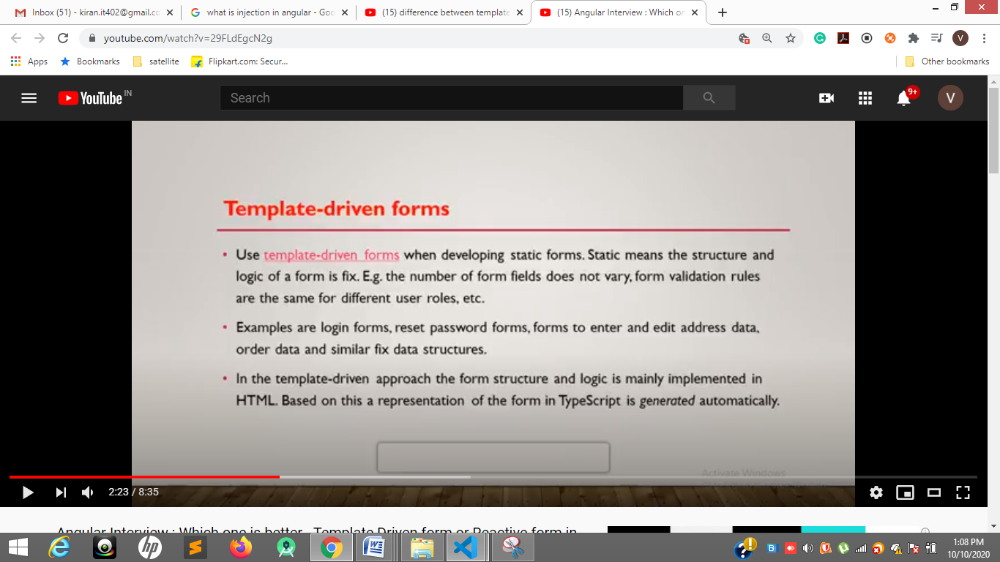 Inbox (51) - kiran.it402@gmail.co
what is injection in angular - Goo
(15) difference between template
(15) Angular Interview : Which on
youtube.com/watch?v=29FLdEgcN2g
V
Apps
Bookmarks
satellite
Flipkart.com: Secur...
Other bookmarks
YouTube IN
Search
9+
V
Template-driven forms
• Use template-driven forms when developing static forms. Static means the structure and
logic of a form is fix. E.g. the number of form fields does not vary, form validation rules
are the same for different user roles, etc.
• Examples are login forms, reset password forms, forms to enter and edit address data,
order data and similar fix data structures.
• In the template-driven approach the form structure and logic is mainly implemented in
HTML. Based on this a representation of the form in TypeScript is generated automatically.
Activate Windows
2:23 / 8:35
Angular Interview : Which one is better - Template Driven form or Reactive form in
hp
1:08 PM
10/10/2020